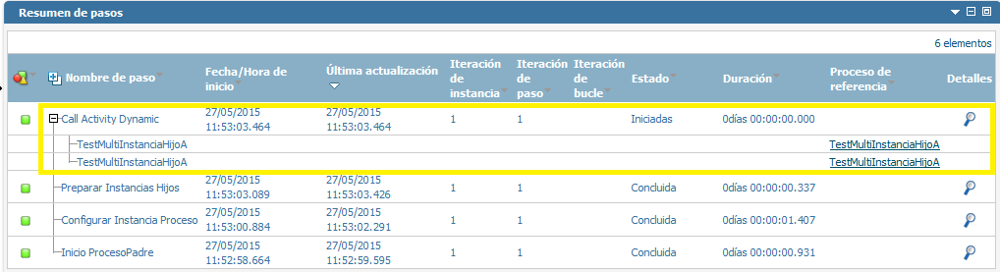 Resumen de pasos
6 elementos
Nombre de paso Fecha/Hora de inicio Última actualización Iteración de instancia Iteración de paso Iteración de bucle Estado Duración Proceso de referencia Detalles
Call Activity Dynamic 27/05/2015 11:53:03.464 27/05/2015 11:53:03.464 1 1 Iniciadas 0días 00:00:00.000
TestMultiInstanciaHijoA TestMultiInstanciaHijoA
TestMultiInstanciaHijoA TestMultiInstanciaHijoA
Preparar Instancias Hijos 27/05/2015 11:53:03.089 27/05/2015 11:53:03.426 1 1 Concluida 0días 00:00:00.337
Configurar Instancia Proceso 27/05/2015 11:53:00.884 27/05/2015 11:53:02.291 1 1 Concluida 0días 00:00:01.407
Inicio ProcesoPadre 27/05/2015 11:52:58.664 27/05/2015 11:52:59.595 1 1 Concluida 0días 00:00:00.931